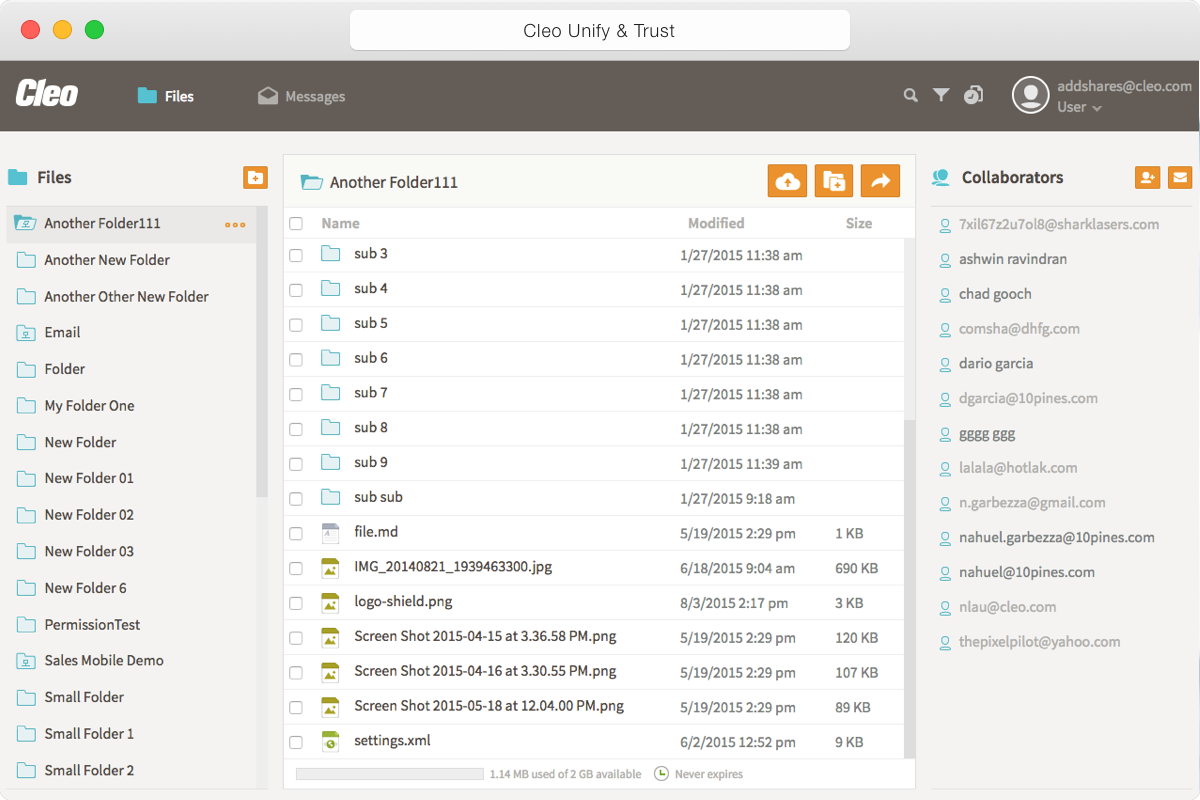 Cleo Unify & Trust
Cleo
Files
Messages
addshares@cleo.com
User
Files
Another Folder111
Another New Folder
Another Other New Folder
Email
Folder
My Folder One
New Folder
New Folder 01
New Folder 02
New Folder 03
New Folder 6
PermissionTest
Sales Mobile Demo
Small Folder
Small Folder 1
Small Folder 2
Another Folder111
Name Modified Size
sub 3 1/27/2015 11:38 am
sub 4 1/27/2015 11:38 am
sub 5 1/27/2015 11:38 am
sub 6 1/27/2015 11:38 am
sub 7 1/27/2015 11:38 am
sub 8 1/27/2015 11:38 am
sub 9 1/27/2015 11:39 am
sub sub 1/27/2015 9:18 am
file.md 5/19/2015 2:29 pm 1 KB
IMG_20140821_1939463300.jpg 6/18/2015 9:04 am 690 KB
logo-shield.png 8/3/2015 2:17 pm 3 KB
Screen Shot 2015-04-15 at 3.36.58 PM.png 5/19/2015 2:29 pm 120 KB
Screen Shot 2015-04-16 at 3.30.55 PM.png 5/19/2015 2:29 pm 107 KB
Screen Shot 2015-05-18 at 12.04.00 PM.png 5/19/2015 2:29 pm 89 KB
settings.xml 6/2/2015 12:52 pm 9 KB
1.14 MB used of 2 GB available Never expires
Collaborators
7xil67z2u7ol8@sharklasers.com
ashwin ravindran
chad gooch
comsha@dhfg.com
dario garcia
dgarcia@10pines.com
gggg ggg
lalala@hotlak.com
n.garbezza@gmail.com
nahuel.garbezza@10pines.com
nahuel@10pines.com
nlau@cleo.com
thepixelpilot@yahoo.com